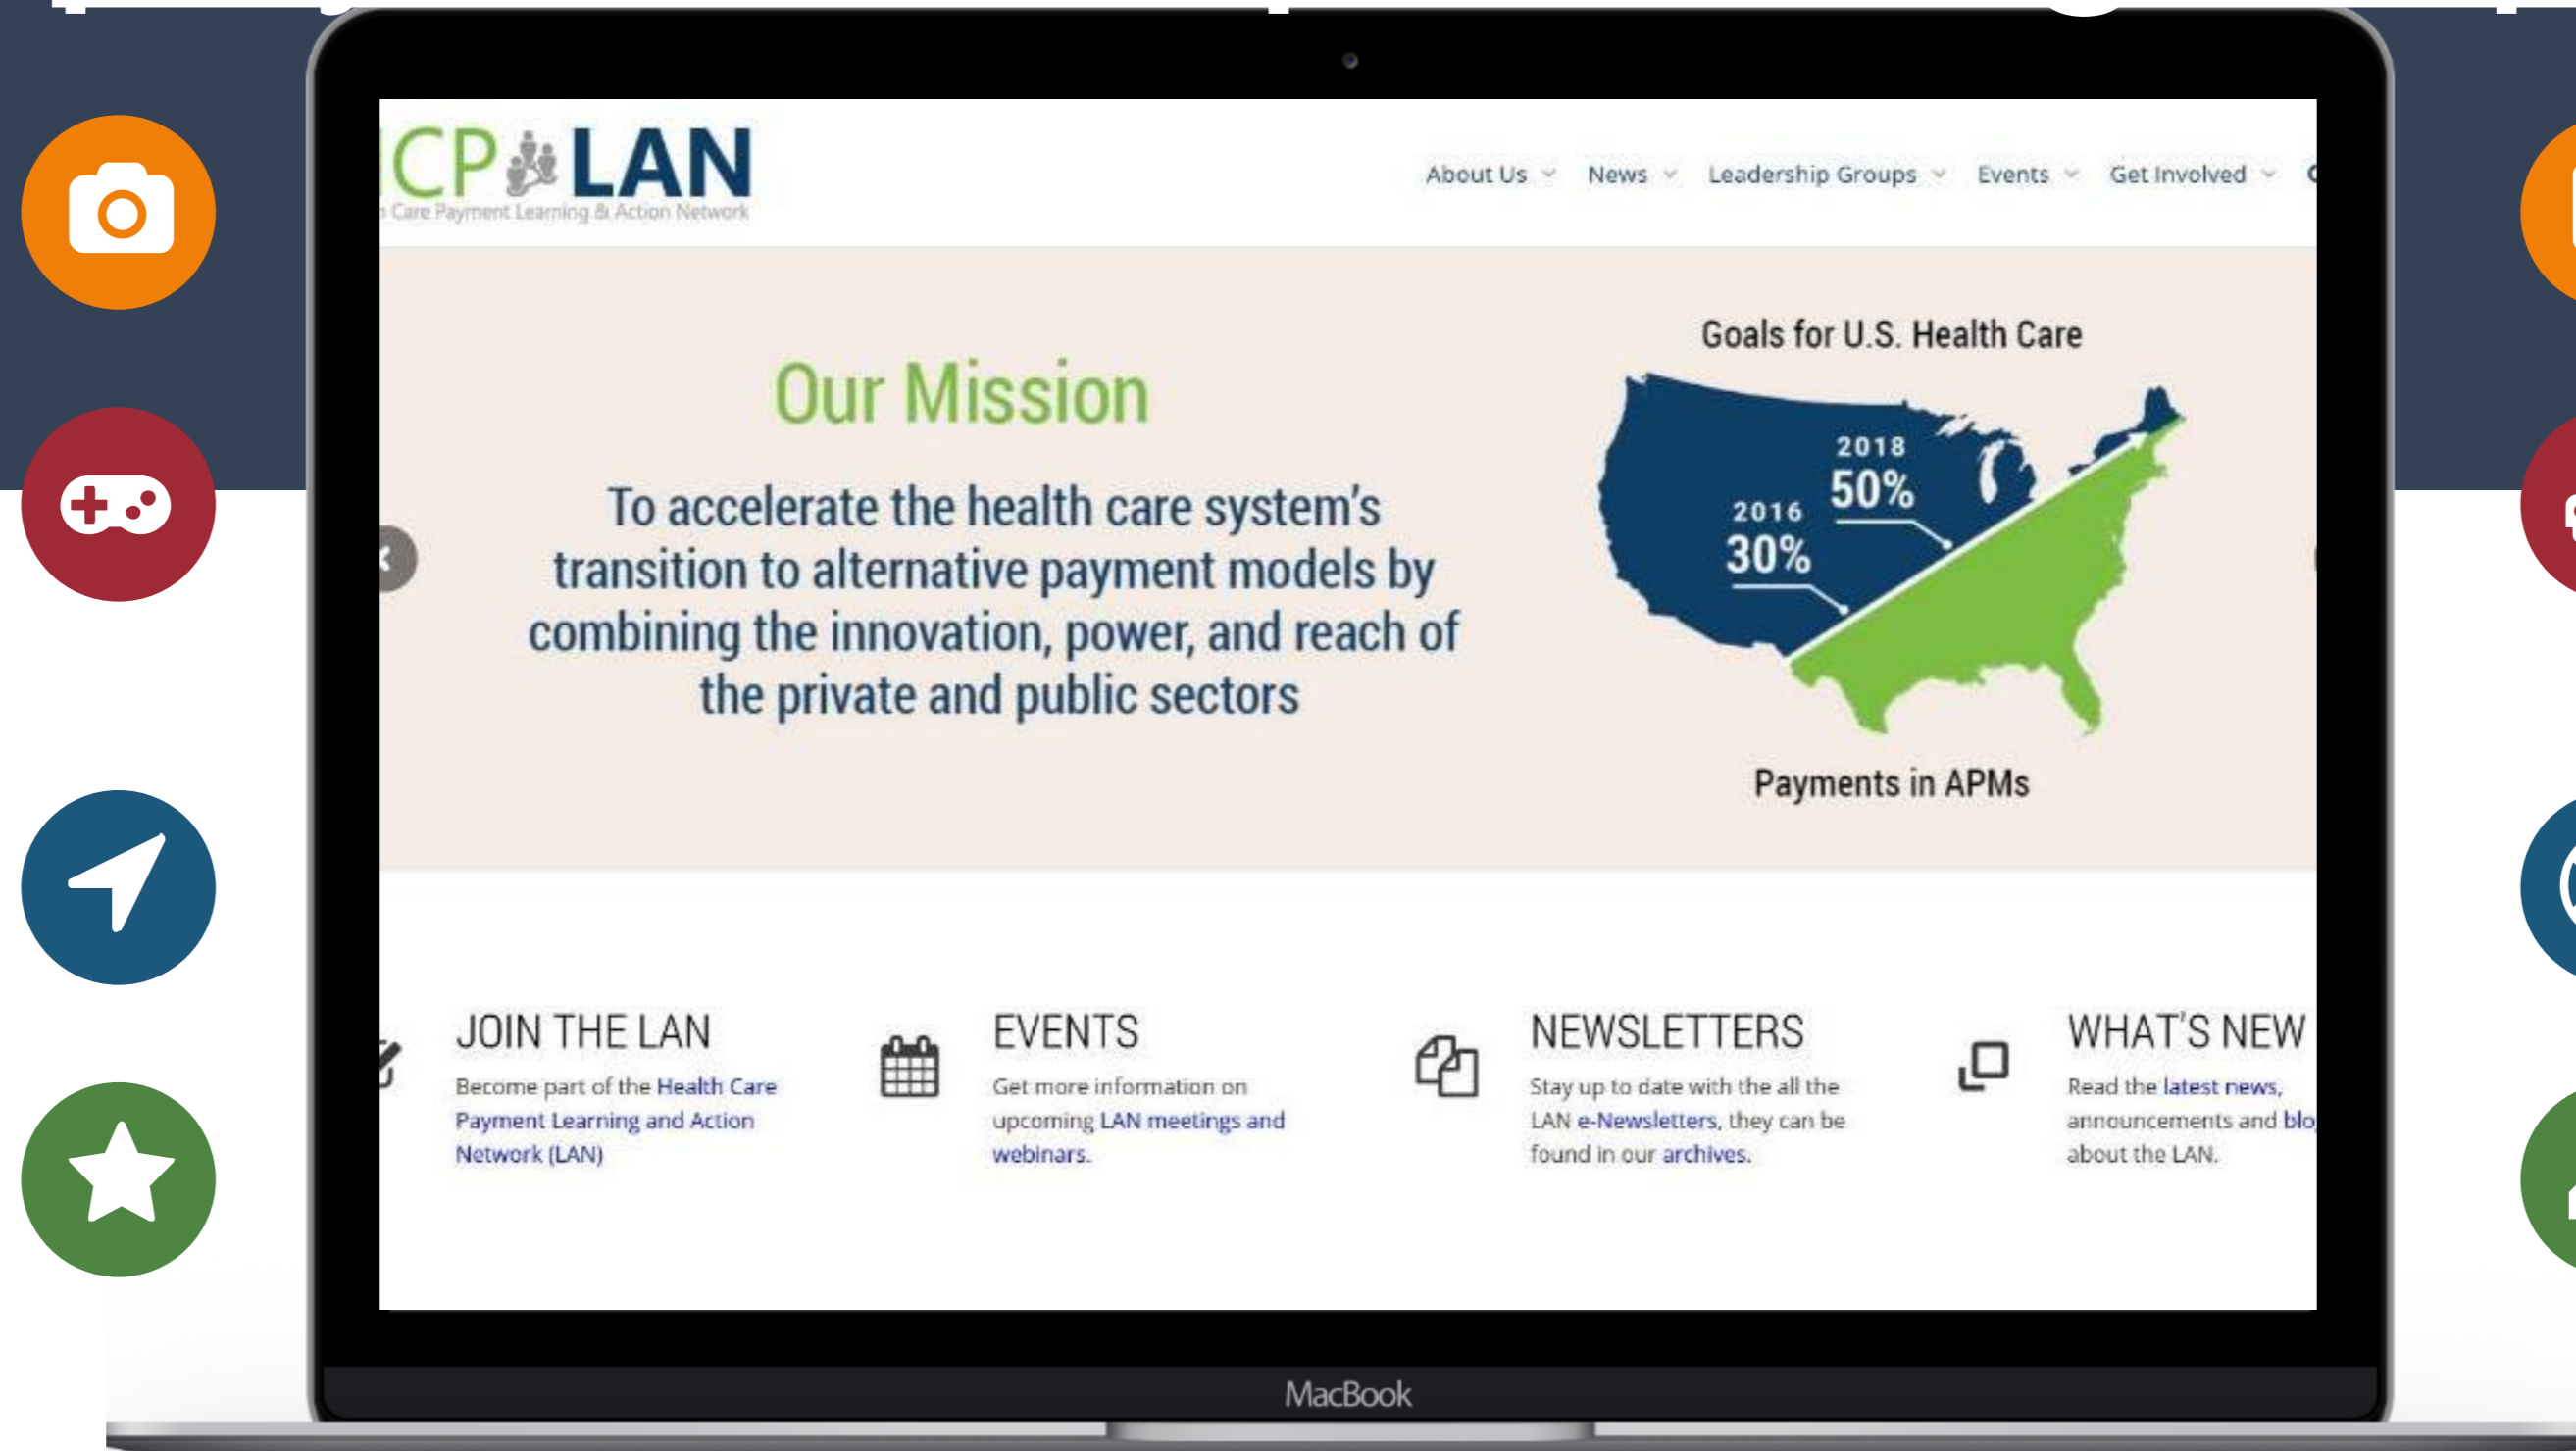 CP LAN
Care Payment Learning & Action Network
About Us News Leadership Groups Events Get Involved
Our Mission
To accelerate the health care system's
transition to alternative payment models by
combining the innovation, power, and reach of
the private and public sectors
Goals for U.S. Health Care
2018
50%
2016
30%
Payments in APMs
JOIN THE LAN
Become part of the Health Care
Payment Learning and Action
Network (LAN)
EVENTS
Get more information on
upcoming LAN meetings and
webinars.
NEWSLETTERS
Stay up to date with the all the
LAN e-Newsletters, they can be
found in our archives.
WHAT'S NEW
Read the latest news,
announcements and
about the LAN.
MacBook